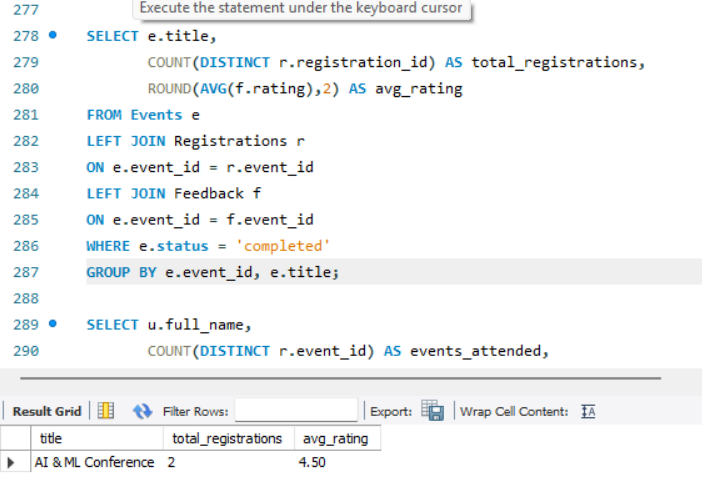 Execute the statement under the keyboard cursor
277
278 SELECT e.title,
279 COUNT(DISTINCT r.registration_id) AS total_registrations,
280 ROUND(AVG(f.rating),2) AS avg_rating
281 FROM Events e
282 LEFT JOIN Registrations r
283 ON e.event_id = r.event_id
284 LEFT JOIN Feedback f
285 ON e.event_id = f.event_id
286 WHERE e.status = 'completed'
287 GROUP BY e.event_id, e.title;
288
289 SELECT u.full_name,
290 COUNT(DISTINCT r.event_id) AS events_attended,
Result Grid Filter Rows: Export: Wrap Cell Content: IA
title total_registrations avg_rating
AI & ML Conference 2 4.50